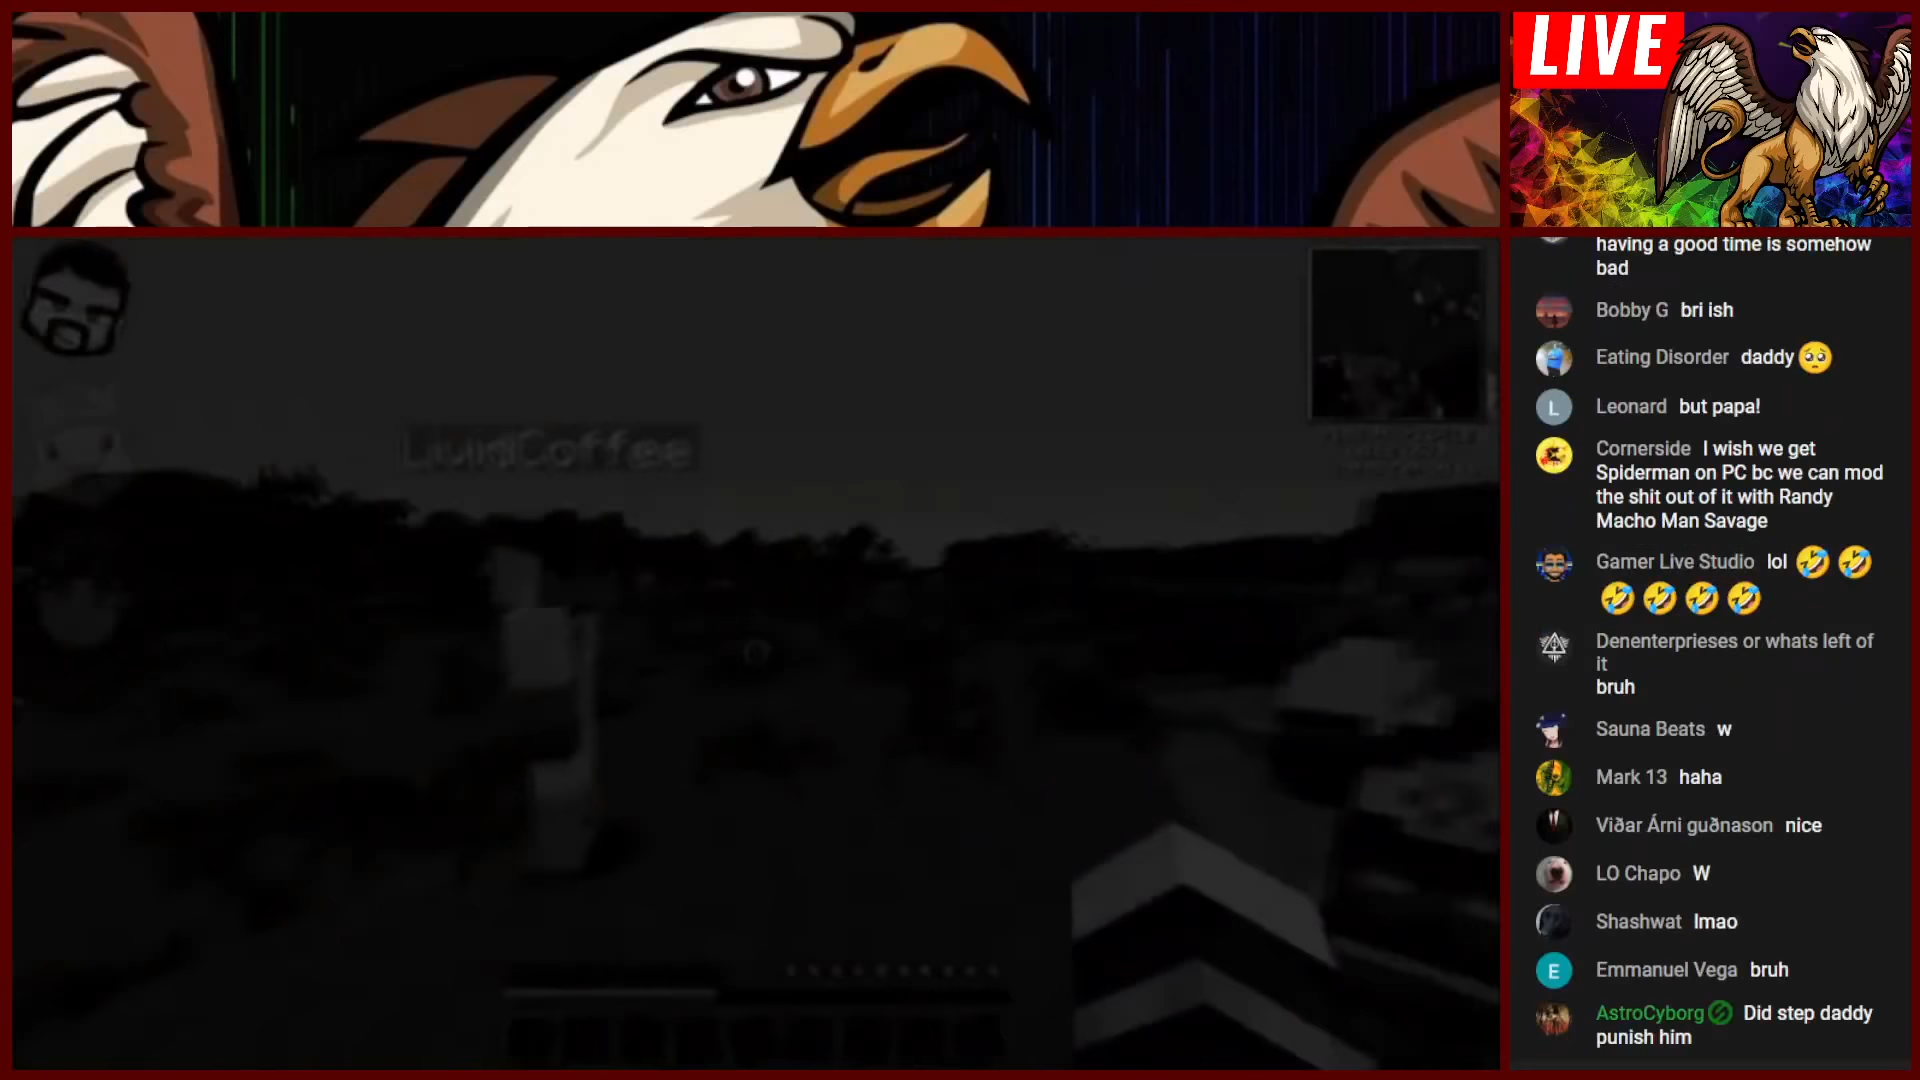 LIVE
having a good time is somehow
bad
Bobby G bri ish
Eating Disorder daddy🥺
L
Leonard but papa!
LividCoffee
Cornerside I wish we get
Spiderman on PC bc we can mod
the shit out of it with Randy
Macho Man Savage
Gamer Live Studio lol 🤣 🤣
🤣 🤣 🤣 🤣
Denenterprieses or whats left of
it
bruh
Sauna Beats w
Mark 13 haha
Viðar Árni guðnason nice
LO Chapo W
Shashwat lmao
E
Emmanuel Vega bruh
AstroCyborg Did step daddy
punish him